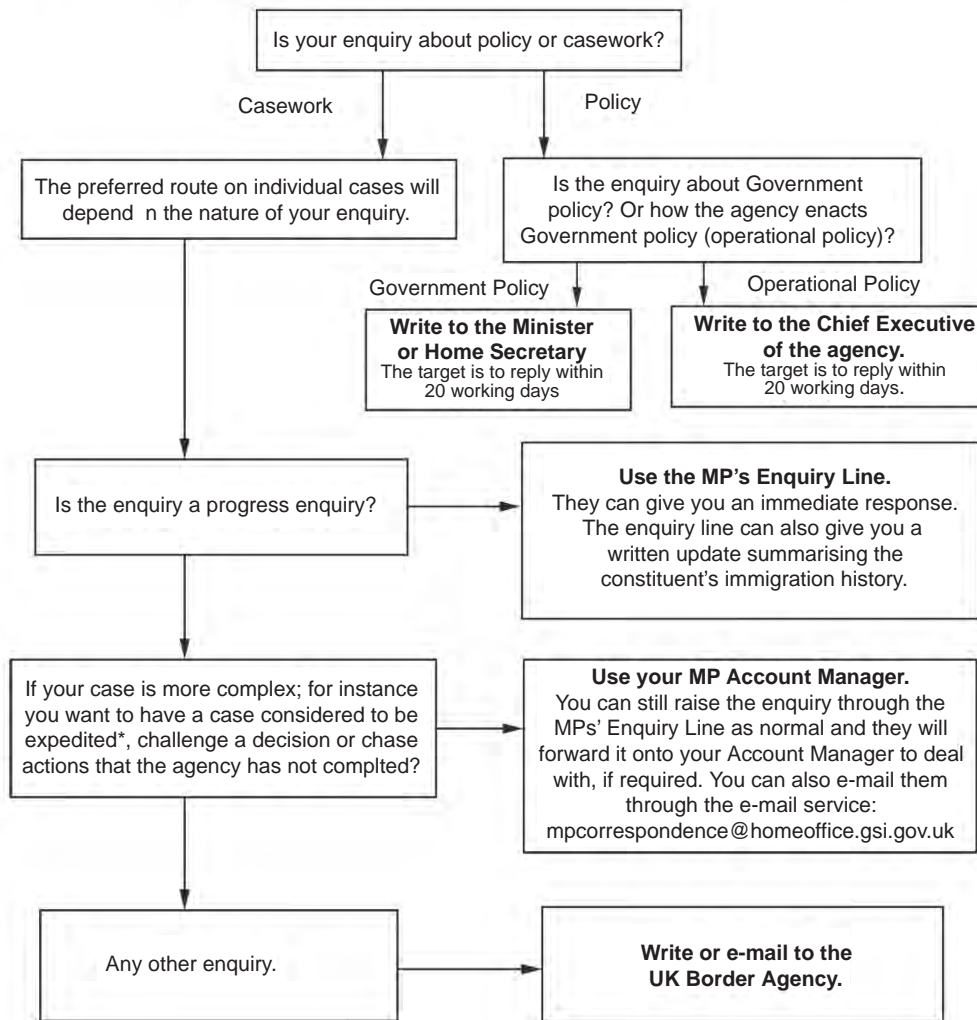 Is your enquiry about policy or casework?
Casework
Policy
The preferred route on individual cases will
depend n the nature of your enquiry.
Is the enquiry about Government
policy? Or how the agency enacts
Government policy (operational policy)?
Government Policy
Operational Policy
Write to the Minister
or Home Secretary
The target is to reply within
20 working days
Write to the Chief Executive
of the agency.
The target is to reply within
20 working days.
Is the enquiry a progress enquiry?
Use the MP’s Enquiry Line.
They can give you an immediate response.
The enquiry line can also give you a
written update summarising the
constituent’s immigration history.
If your case is more complex; for instance
you want to have a case considered to be
expedited*, challenge a decision or chase
actions that the agency has not complted?
Use your MP Account Manager.
You can still raise the enquiry through the
MPs’ Enquiry Line as normal and they will
forward it onto your Account Manager to deal
with, if required. You can also e-mail them
through the e-mail service:
mpcorrespondence@homeoffice.gsi.gov.uk
Any other enquiry.
Write or e-mail to the
UK Border Agency.